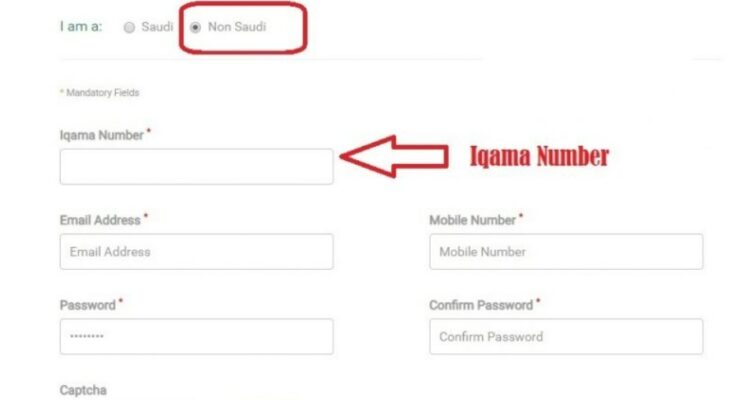 I am a: Saudi Non Saudi
* Mandatory Fields
Iqama Number *
Iqama Number
Email Address * Mobile Number *
Email Address Mobile Number
Password * Confirm Password *
•••••••• Confirm Password
Captcha